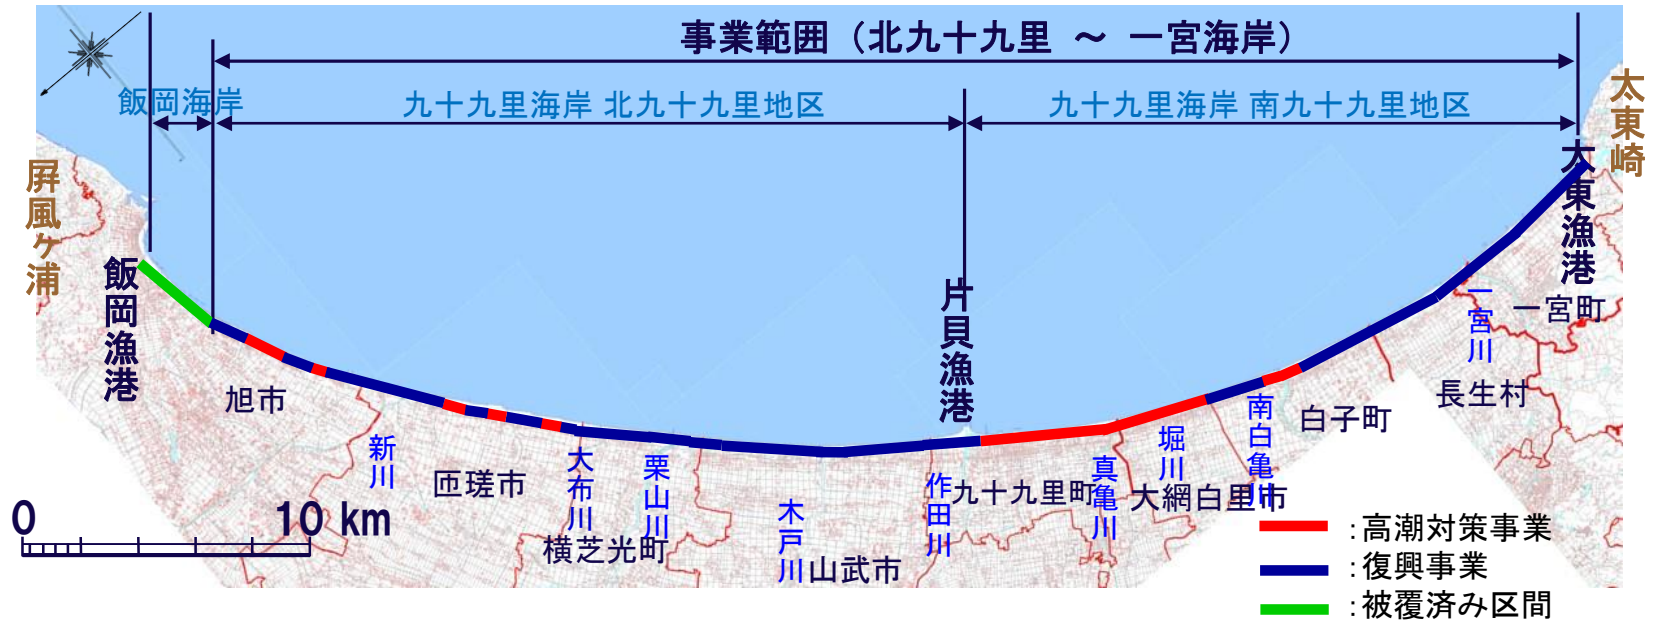 事業範囲（北九十九里 ～ 一宮海岸）
飯岡海岸
九十九里海岸 北九十九里地区
九十九里海岸 南九十九里地区
太東崎
屛風ヶ浦
飯岡漁港
片貝漁港
大東漁港
旭市
新川
匝瑳市
大布川
栗山川
横芝光町
木戸川
山武市
作田川
九十九里町
真亀川
堀川
大網白里市
南白亀川
白子町
長生村
一宮川
一宮町
0
10 km
：高潮対策事業
：復興事業
：被覆済み区間